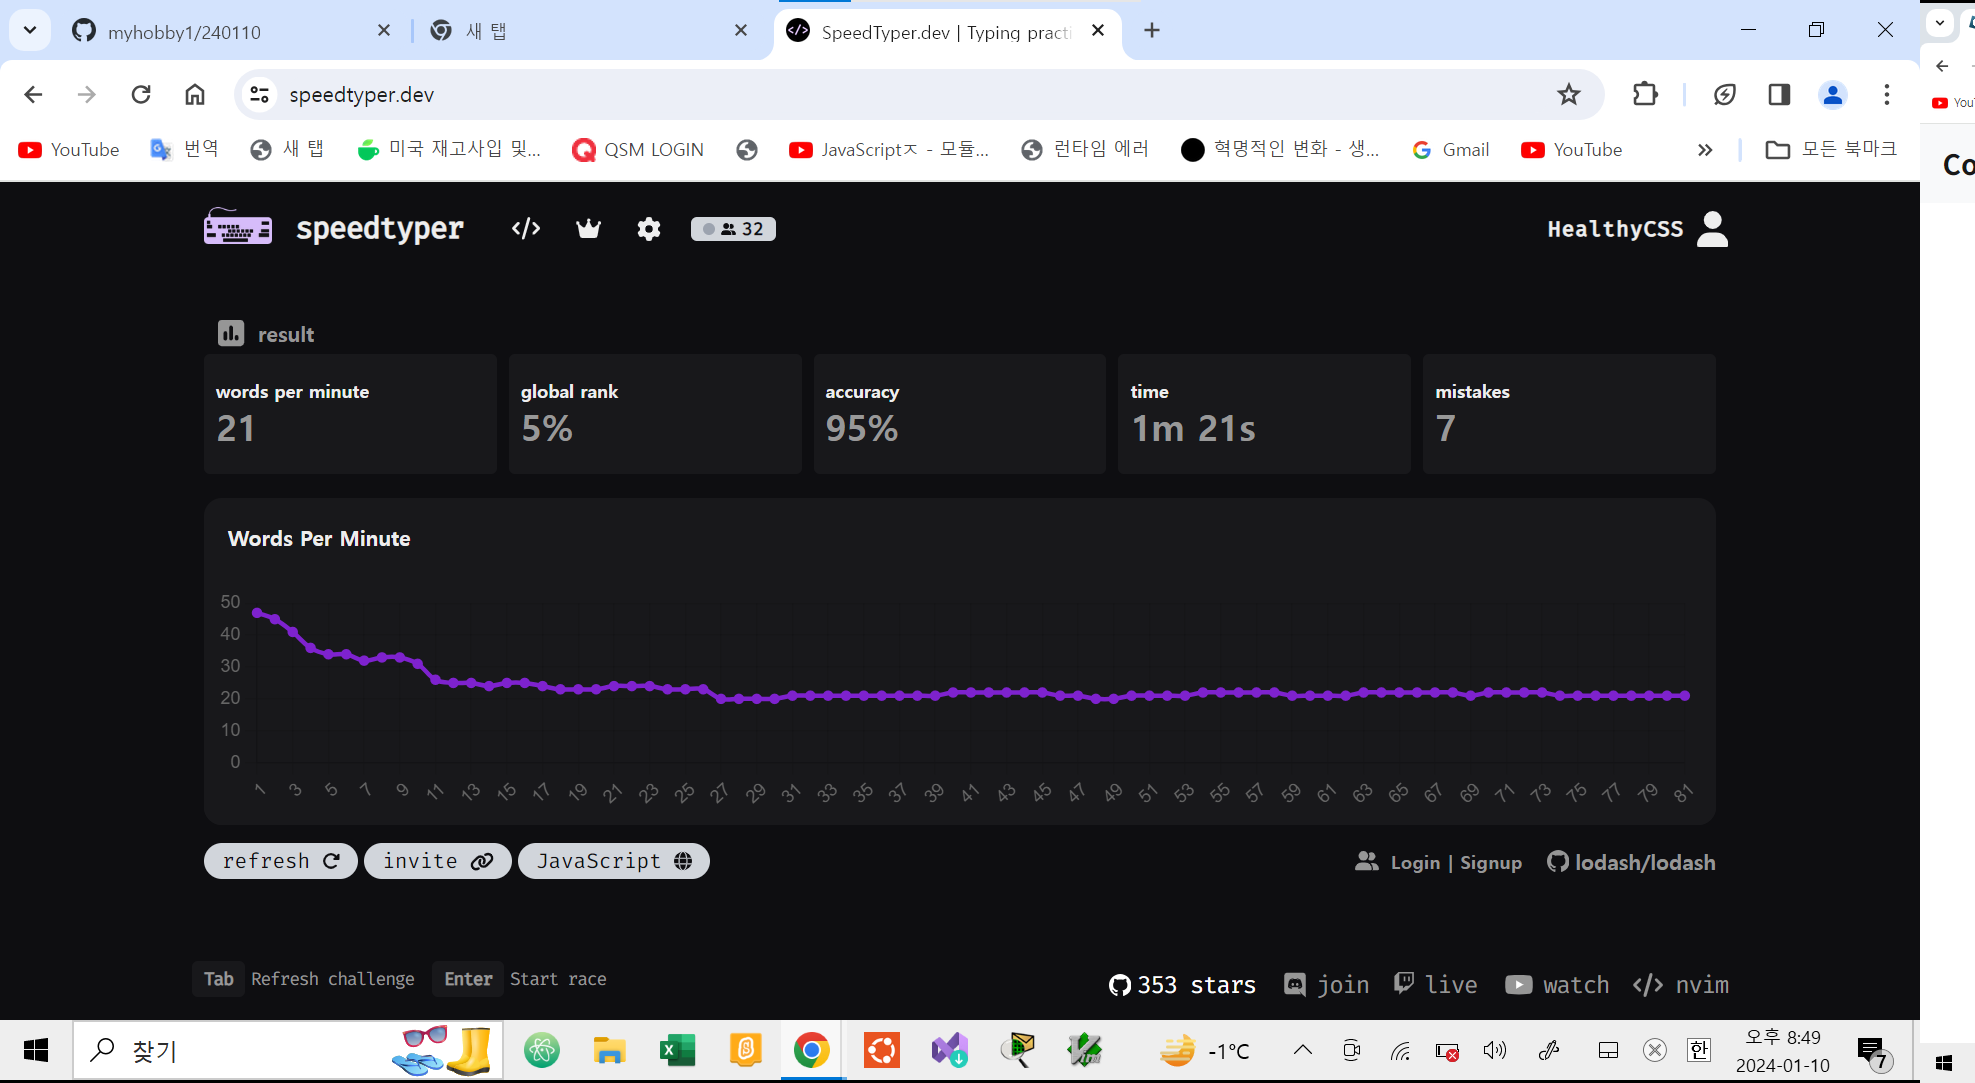 myhobby1/240110
새 탭
SpeedTyper.dev | Typing practi
speedtyper.dev
YouTube
번역
새 탭
미국 재고사입 및...
QSM LOGIN
JavaScriptㅈ - 모듈...
런타임 에러
혁명적인 변화 - 생...
Gmail
YouTube
모든 북마크
You
Co
speedtyper
32
HealthyCSS
result
words per minute
21
global rank
5%
accuracy
95%
time
1m 21s
mistakes
7
Words Per Minute
50
40
30
20
10
0
1 3 5 7 9 11 13 15 17 19 21 23 25 27 29 31 33 35 37 39 41 43 45 47 49 51 53 55 57 59 61 63 65 67 69 71 73 75 77 79 81
refresh
invite
JavaScript
Login | Signup
lodash/lodash
Tab Refresh challenge
Enter Start race
353 stars
join
live
watch
nvim
찾기
-1°C
한
오후 8:49
2024-01-10
7